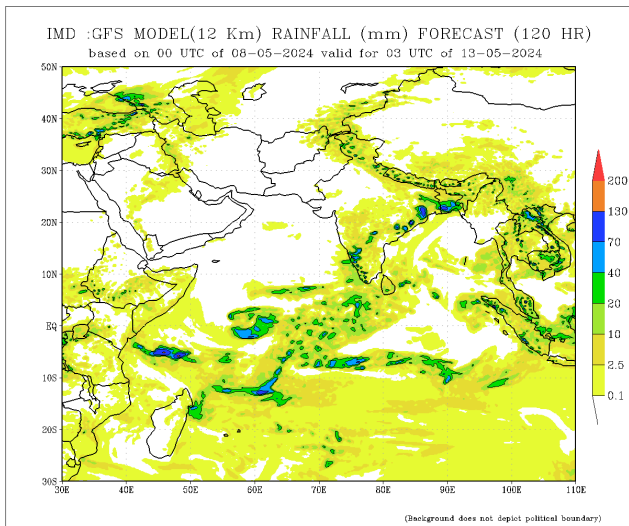 IMD :GFS MODEL(12 Km) RAINFALL (mm) FORECAST (120 HR)
based on 00 UTC of 08-05-2024 valid for 03 UTC of 13-05-2024
50N
40N
30N
20N
10N
EQ
10S
20S
30S
30E 40E 50E 60E 70E 80E 90E 100E 110E
200
130
70
40
20
10
2.5
0.1
(Background does not depict political boundary)